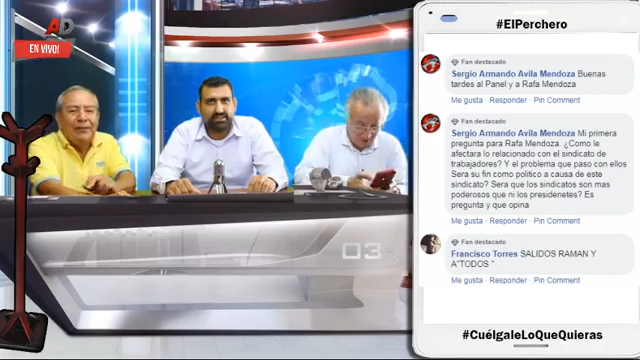 AD
EN VIVO!
03
#ElPerchero
Fan destacado
Sergio Armando Avila Mendoza Buenas
tardes al Panel y a Rafa Mendoza
Me gusta · Responder · Pin Comment
Fan destacado
Sergio Armando Avila Mendoza Mi primera
pregunta para Rafa Mendoza. ¿Como le
afectara lo relacionado con el sindicato de
trabajadores? Y el problema que paso con ellos
Sera su fin como politico a causa de este
sindicato? Sera que los sindicatos son mas
poderosos que ni los presidenetes? Es
pregunta y que opina
Me gusta · Responder · Pin Comment
Fan destacado
Francisco Torres SALIDOS RAMAN Y
A"TODOS "
Me gusta · Responder · Pin Comment
#CuélgaleLoQueQuieras